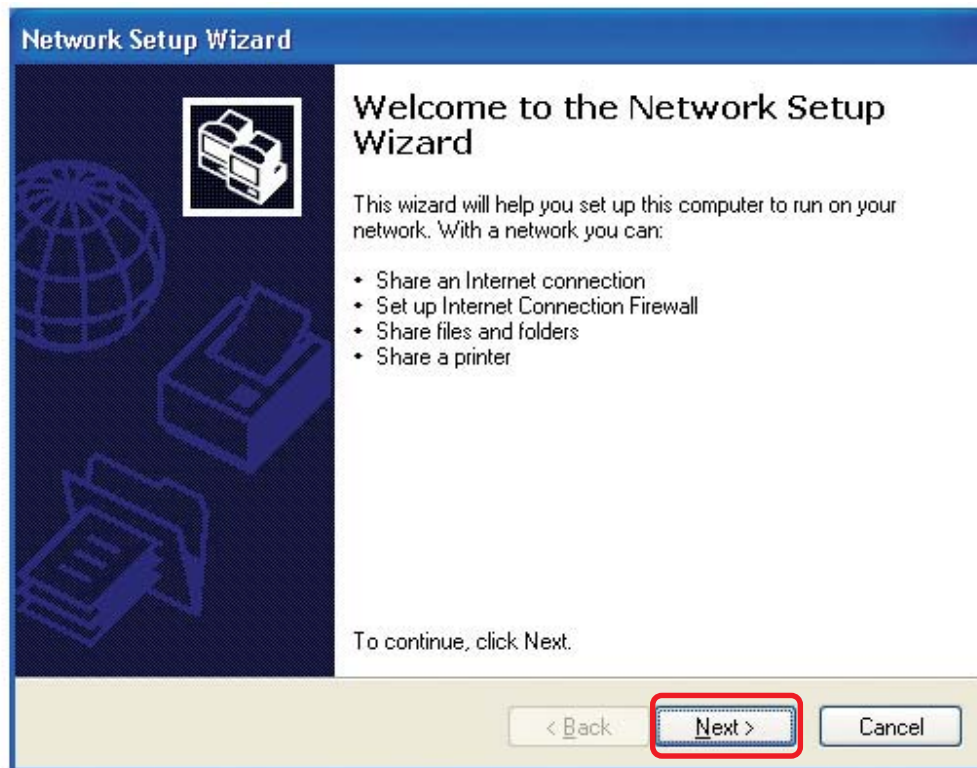 Network Setup Wizard
Welcome to the Network Setup
Wizard
This wizard will help you set up this computer to run on your
network. With a network you can:
• Share an Internet connection
• Set up Internet Connection Firewall
• Share files and folders
• Share a printer
To continue, click Next.
< Back Next > Cancel